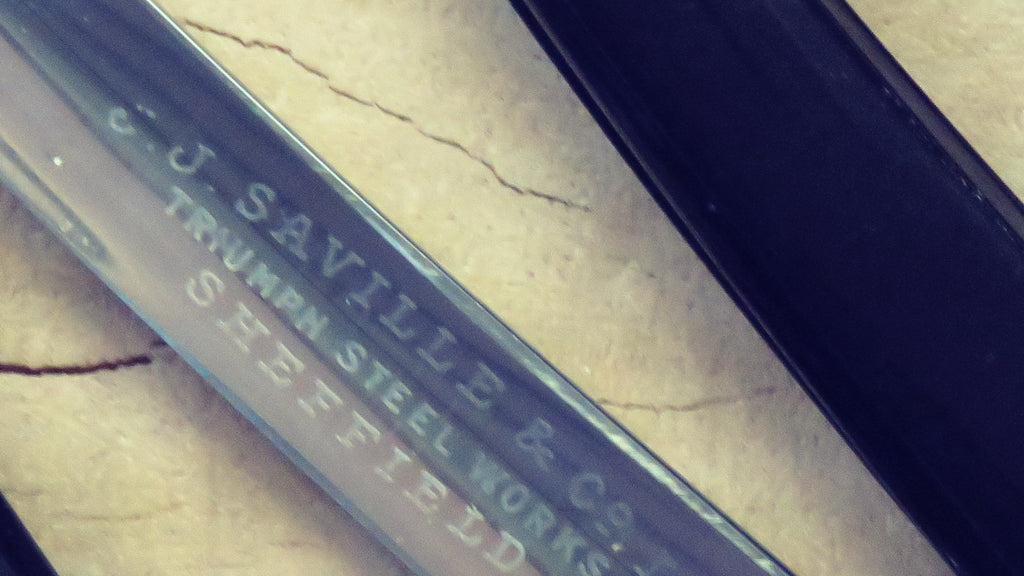 J. J. SAVILLE & Co.
TRIUMPH STEEL WORKS
SHEFFIELD